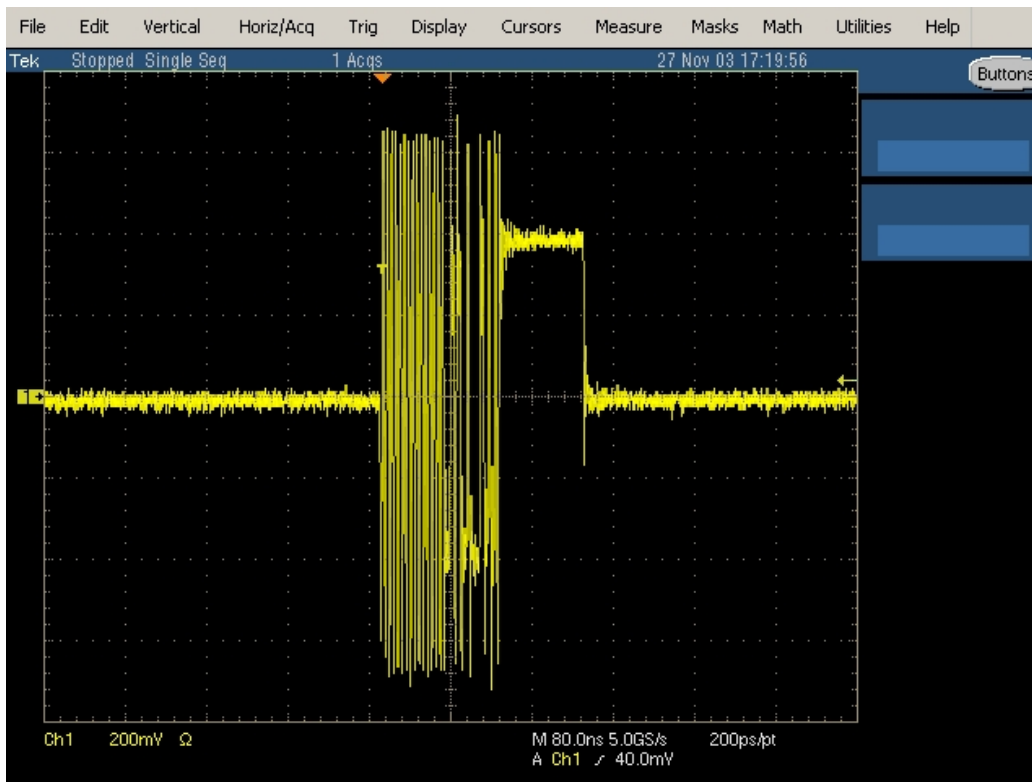 File Edit Vertical Horiz/Acq Trig Display Cursors Measure Masks Math Utilities Help
Tek Stopped Single Seq 1 Acqs 27 Nov 03 17:19:56
Buttons
1
Ch1 200mV Ω M 80.0ns 5.0GS/s 200ps/pt
A Ch1 ∕ 40.0mV